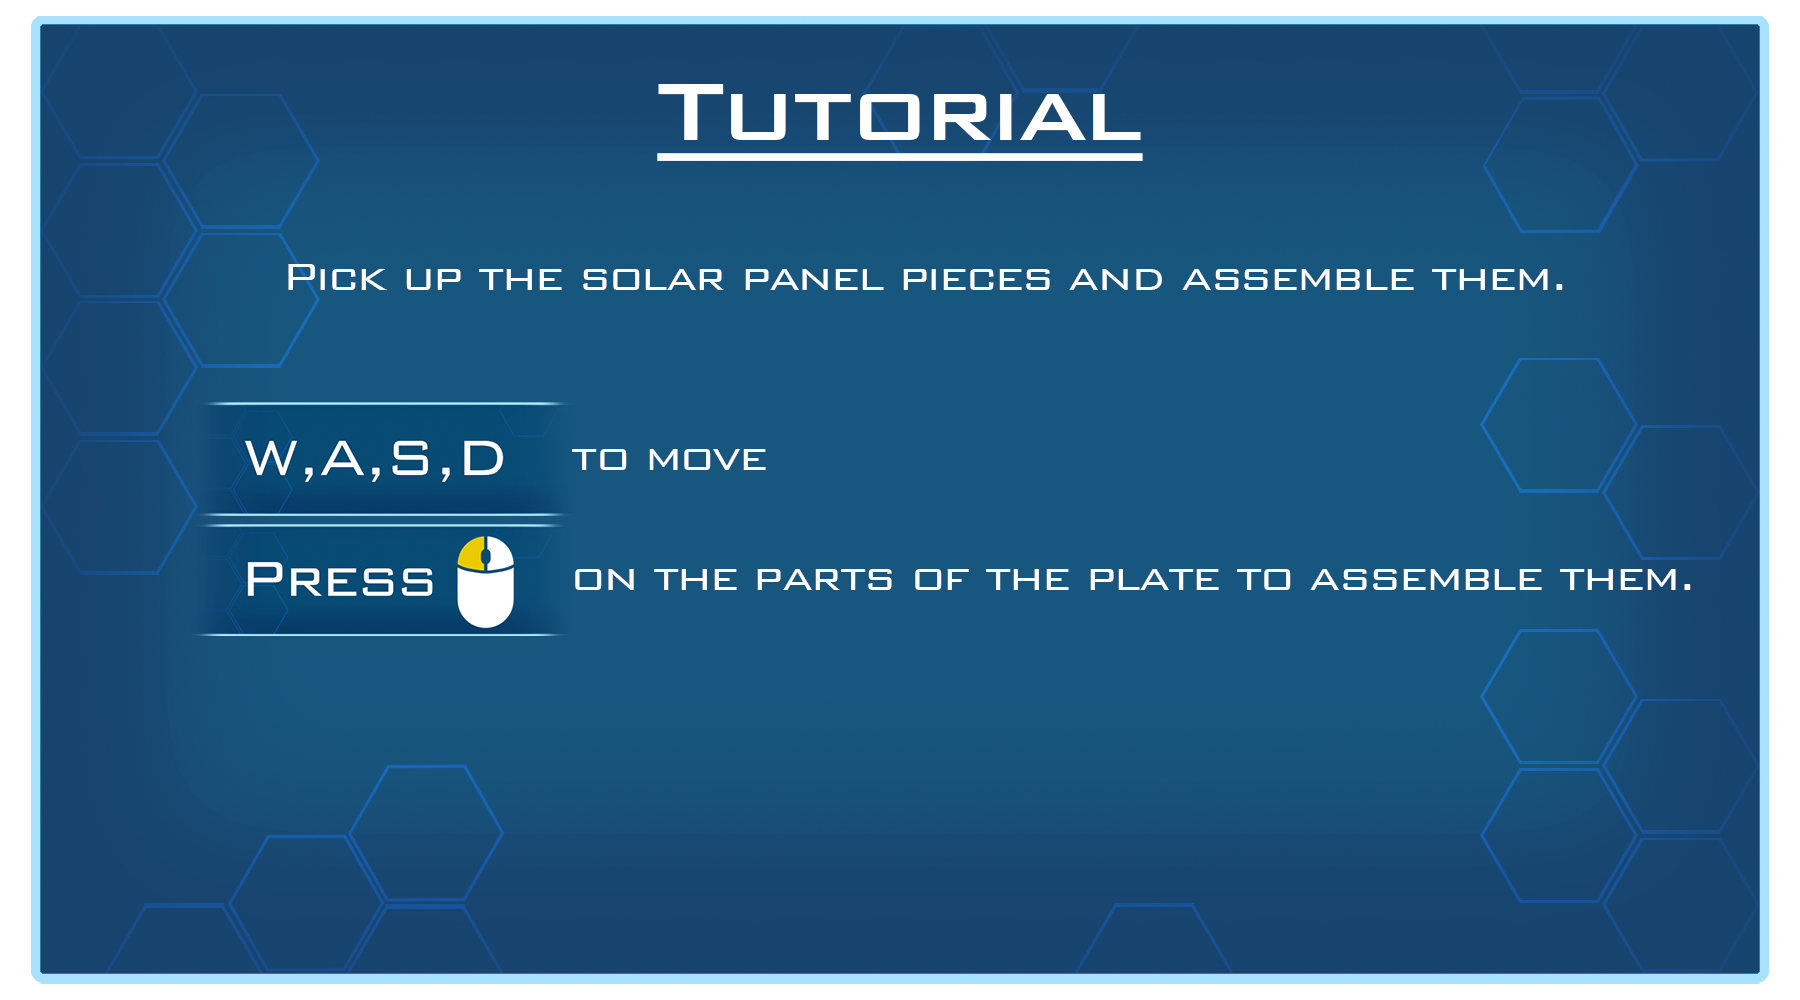 Tutorial
Pick up the solar panel pieces and assemble them.
W,A,S,D to move
Press on the parts of the plate to assemble them.